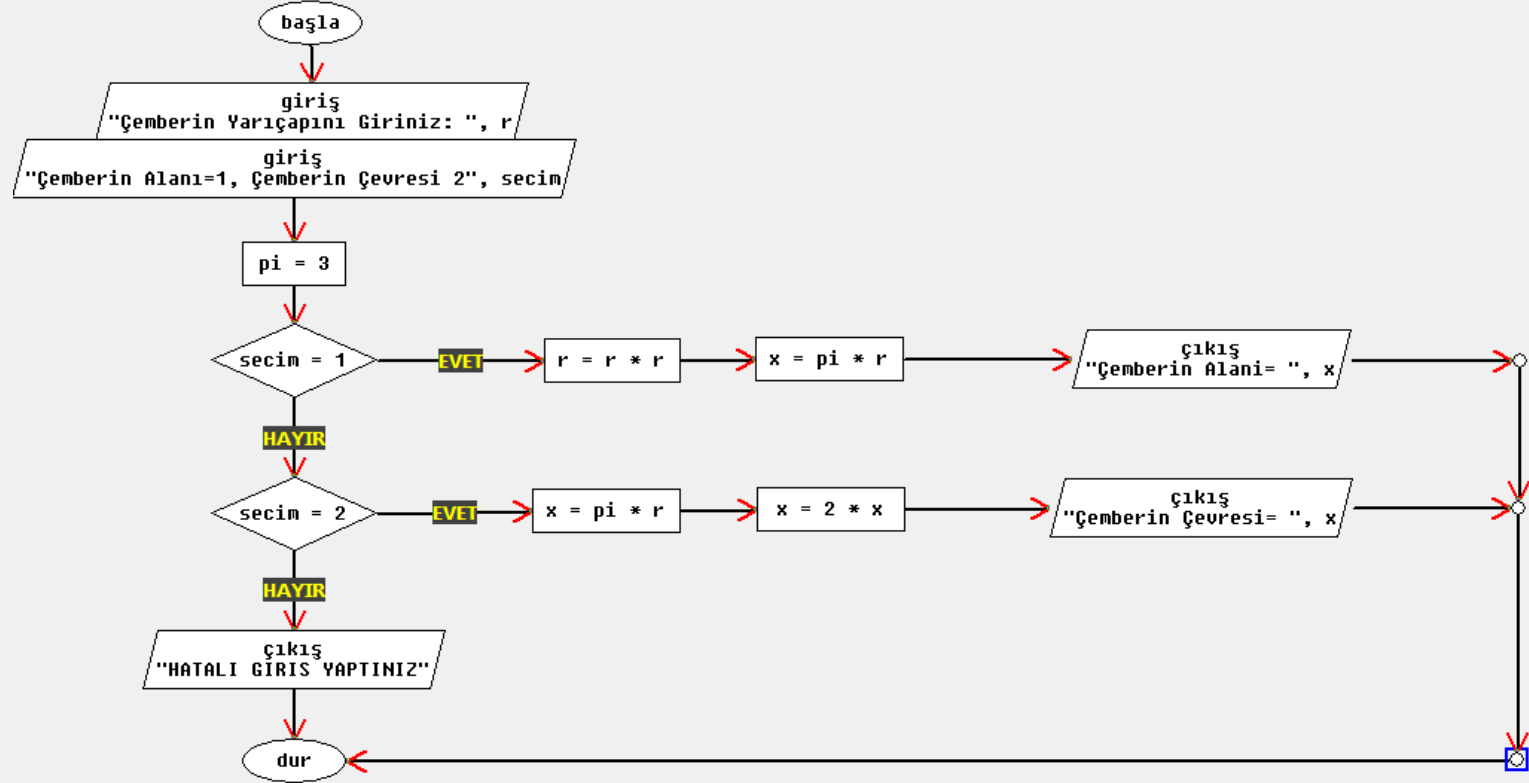 başla
giriş
"Çemberin Yarıçapını Giriniz: ", r
giriş
"Çemberin Alanı=1, Çemberin Çevresi 2", secim
pi = 3
secim = 1
EVET
r = r * r
x = pi * r
çıkış
"Çemberin Alani= ", x
HAYIR
secim = 2
EVET
x = pi * r
x = 2 * x
çıkış
"Çemberin Çevresi= ", x
HAYIR
çıkış
"HATALI GIRIS YAPTINIZ"
dur